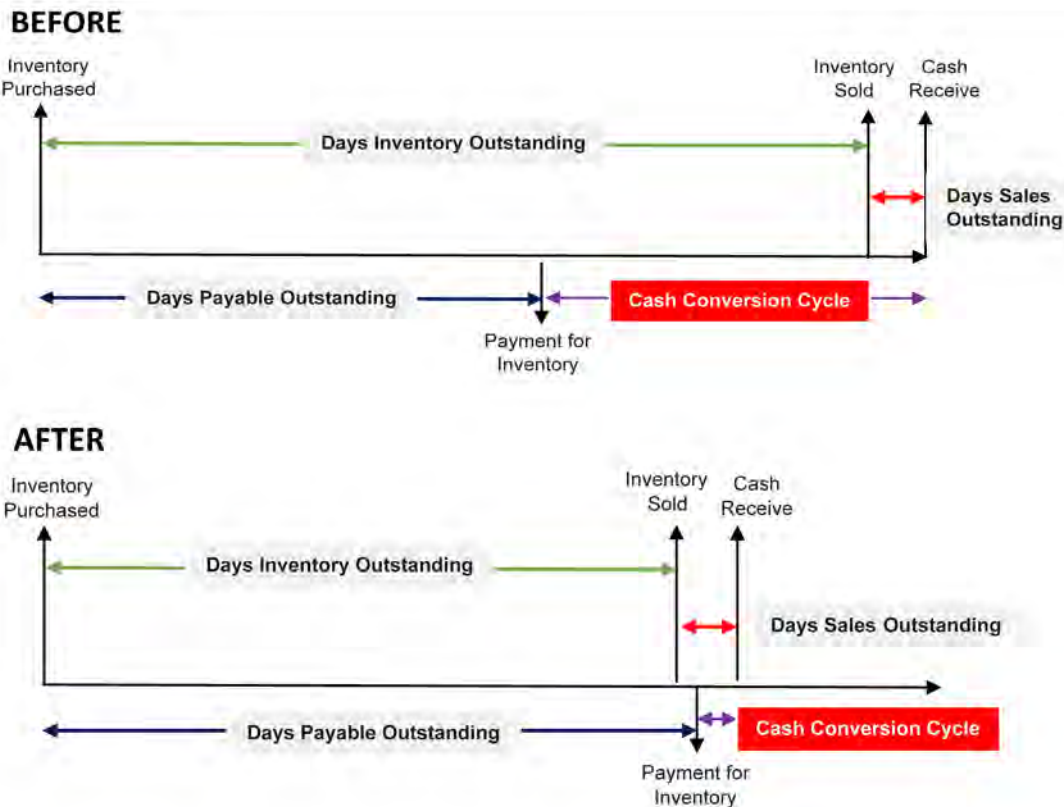 BEFORE
Inventory
Purchased
Inventory
Sold
Cash
Receive
Days Inventory Outstanding
Days Sales
Outstanding
Days Payable Outstanding
Cash Conversion Cycle
Payment for
Inventory
AFTER
Inventory
Purchased
Inventory
Sold
Cash
Receive
Days Inventory Outstanding
Days Sales Outstanding
Days Payable Outstanding
Cash Conversion Cycle
Payment for
Inventory